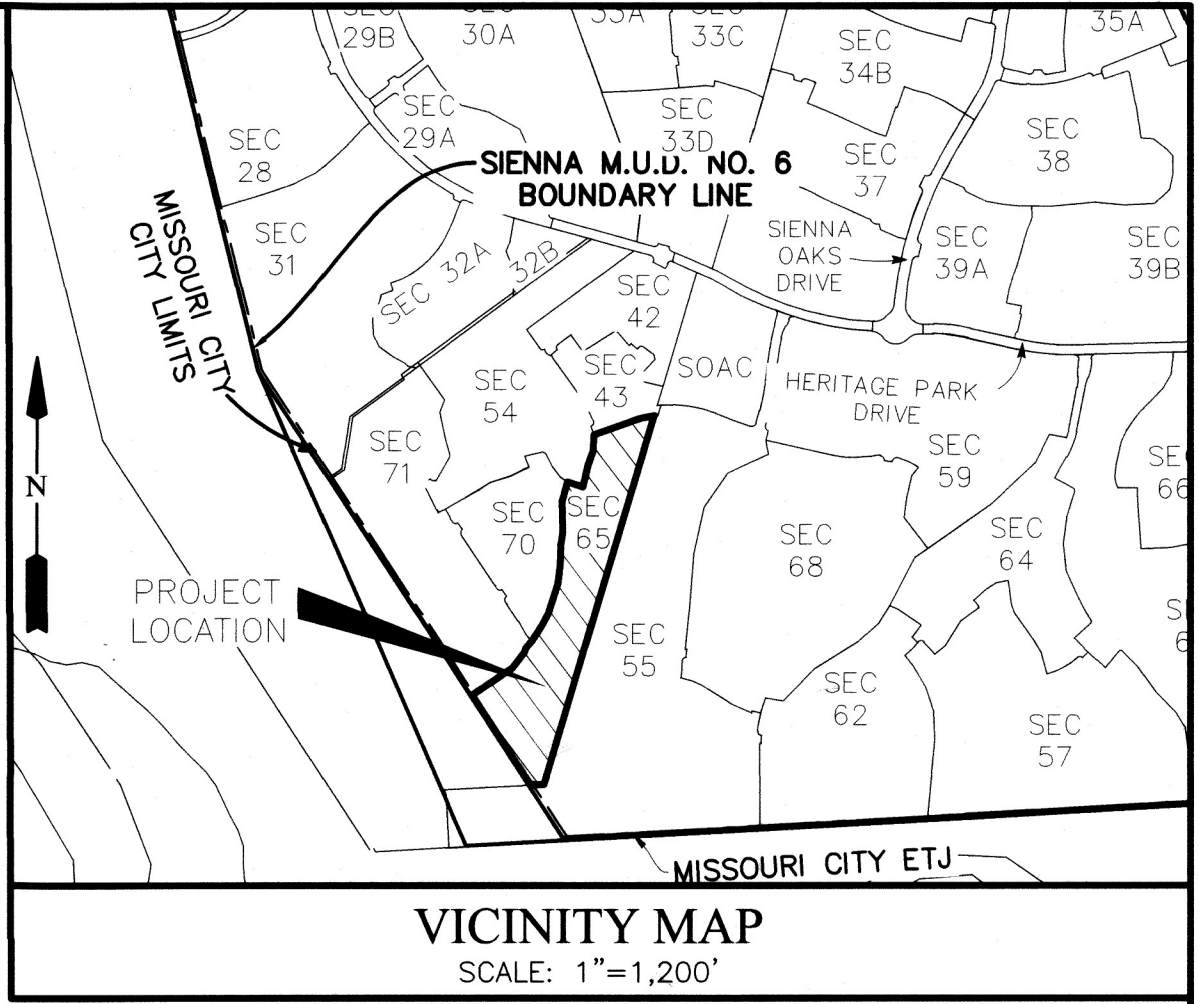 SEC
29B
SEC
30A
33A
SEC
33C
35A
SEC
34B
SEC
29A
SEC
28
SEC
33D
SEC
38
SIENNA M.U.D. NO. 6
BOUNDARY LINE
SEC
37
MISSOURI CITY
CITY LIMITS
SEC
31
SEC 32A
32B
SIENNA
OAKS
DRIVE
SEC
39A
SEC
39B
SEC
42
SEC
54
SEC
43
SOAC
HERITAGE PARK
DRIVE
SEC
71
SEC
59
SEC
66
N
SEC
70
SEC
65
SEC
68
SEC
64
PROJECT
LOCATION
SEC
55
SEC
62
SEC
57
MISSOURI CITY ETJ
VICINITY MAP
SCALE: 1"=1,200'